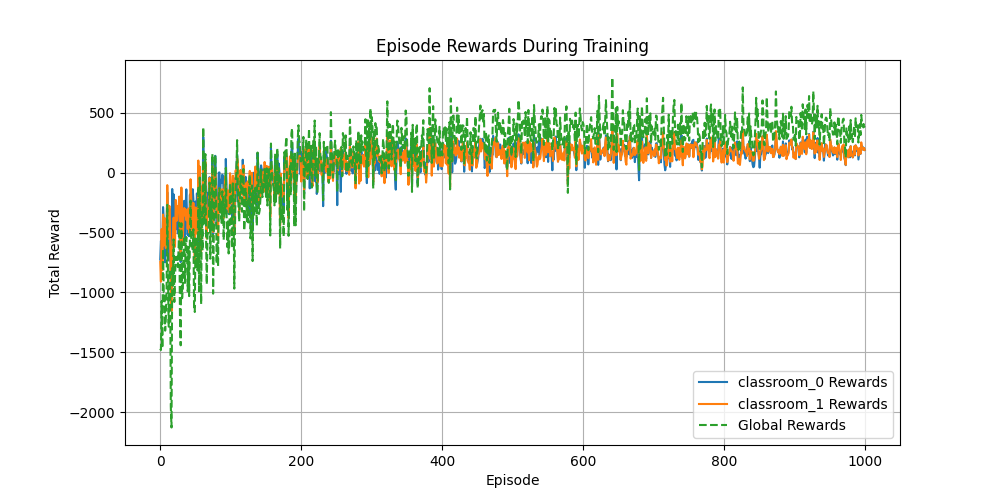 Episode Rewards During Training
Total Reward
500
0
−500
−1000
−1500
−2000
0 200 400 600 800 1000
Episode
classroom_0 Rewards
classroom_1 Rewards
Global Rewards